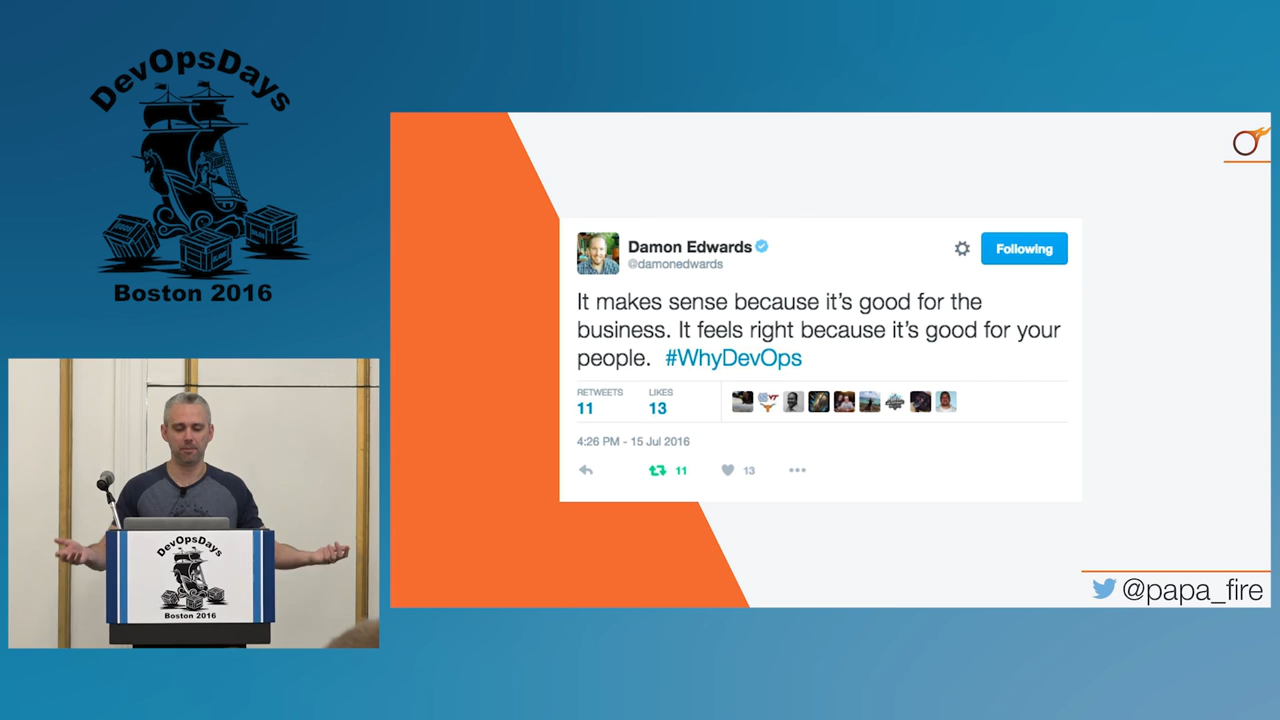 DevOpsDays
Boston 2016
Damon Edwards
@damonedwards
Following
It makes sense because it's good for the
business. It feels right because it's good for your
people. #WhyDevOps
RETWEETS
11
LIKES
13
4:26 PM - 15 Jul 2016
11
13
@papa_fire
DevOpsDays
Boston 2016